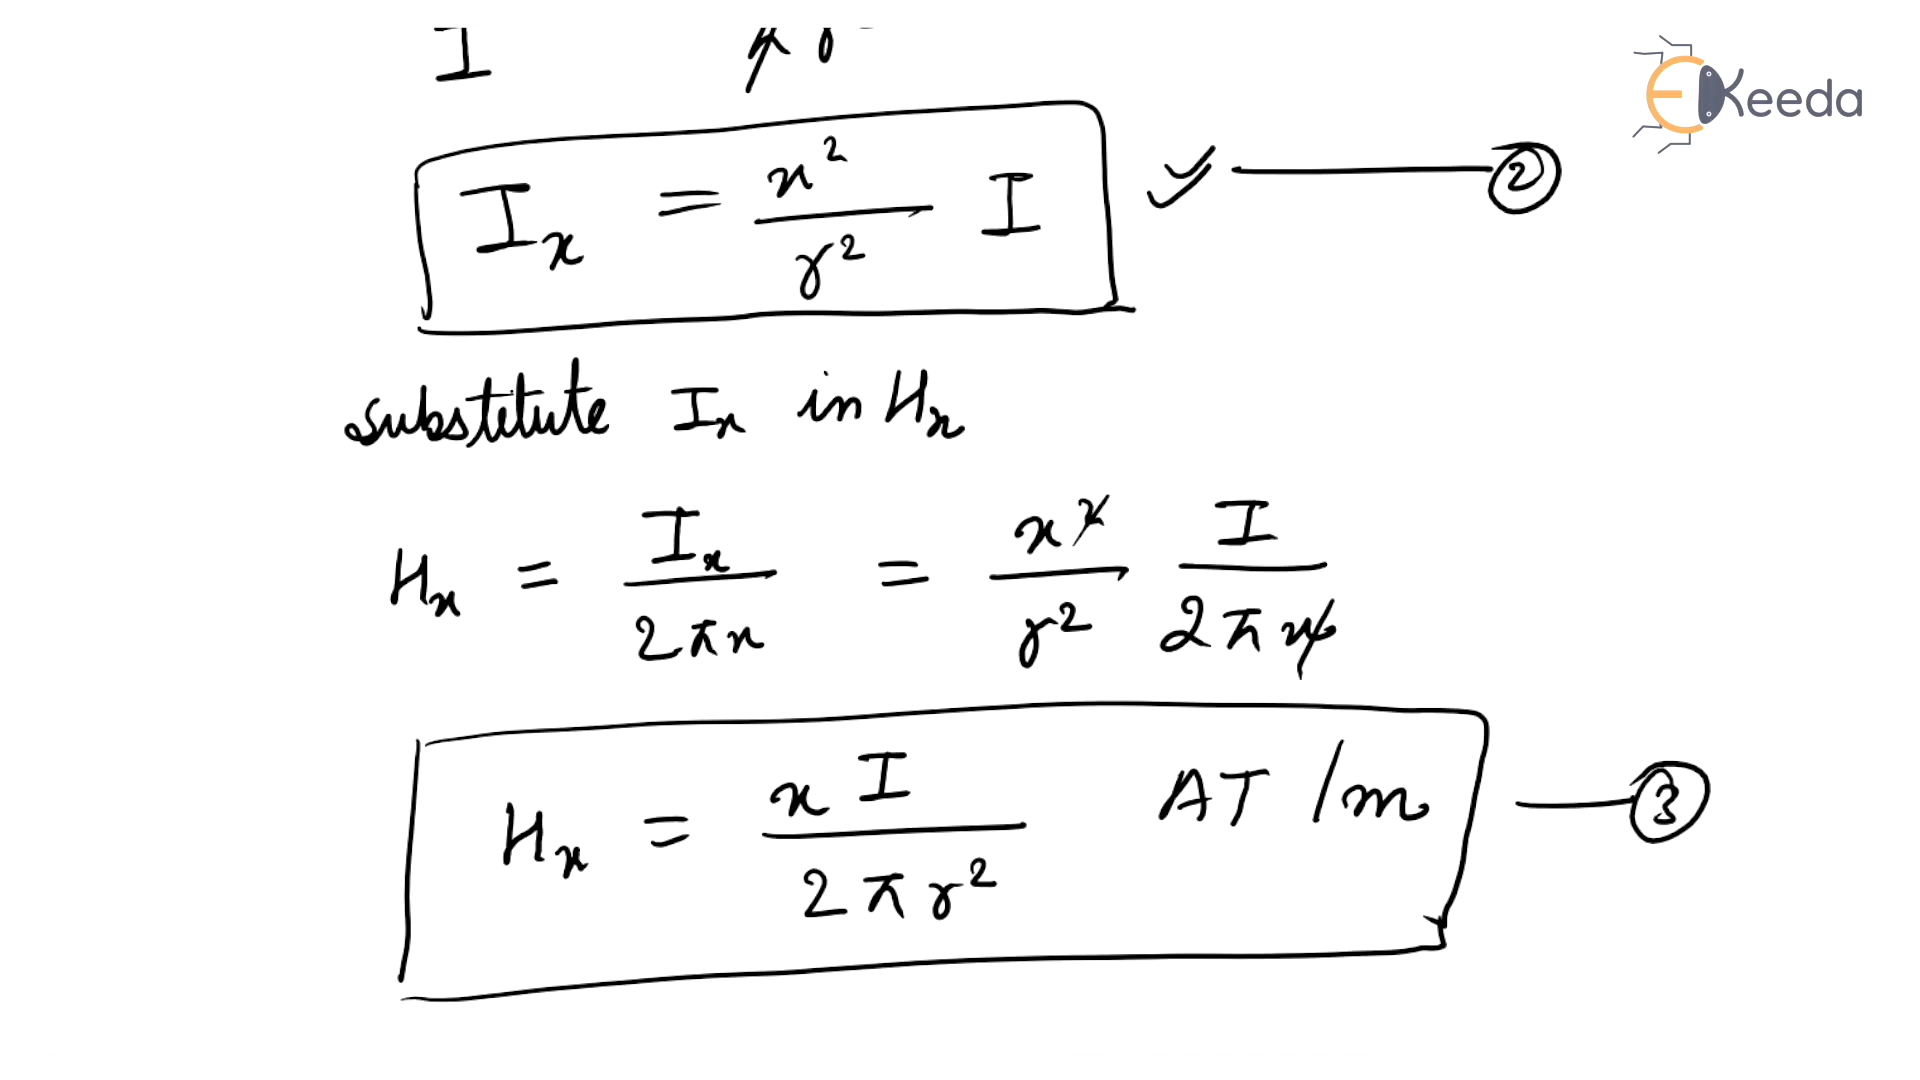 I
EKeeda
Iₓ = x²/r² I ②
substitute Iₓ in Hₓ
Hₓ = Iₓ/2πx = x²/r² I/2πx
Hₓ = xI/2πr² AT/m ③